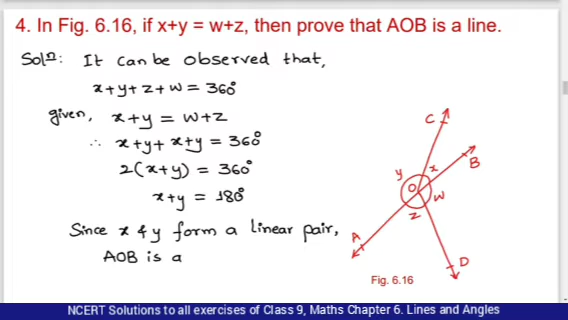 4. In Fig. 6.16, if x+y = w+z, then prove that AOB is a line.
Solⁿ: It can be observed that,
x+y+z+w = 360°
given, x+y = w+z
∴ x+y+x+y = 360°
2(x+y) = 360°
x+y = 180°
Since x & y form a linear pair,
AOB is a
C
B
y
x
O
w
z
A
D
Fig. 6.16
NCERT Solutions to all exercises of Class 9, Maths Chapter 6. Lines and Angles